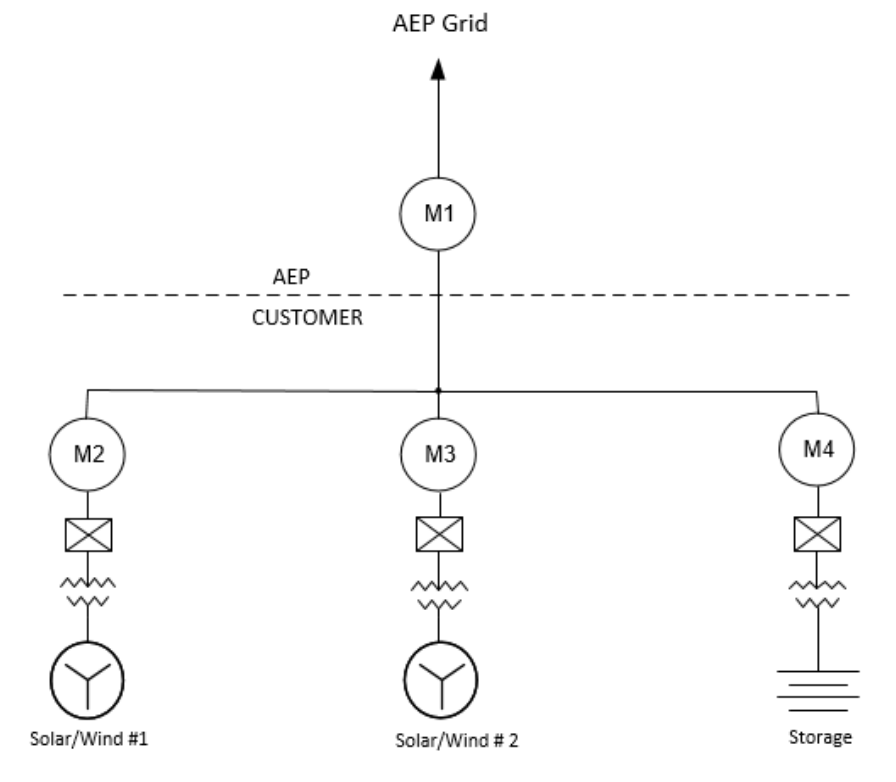 AEP Grid
M1
AEP
CUSTOMER
M2
M3
M4
Solar/Wind #1
Solar/Wind # 2
Storage